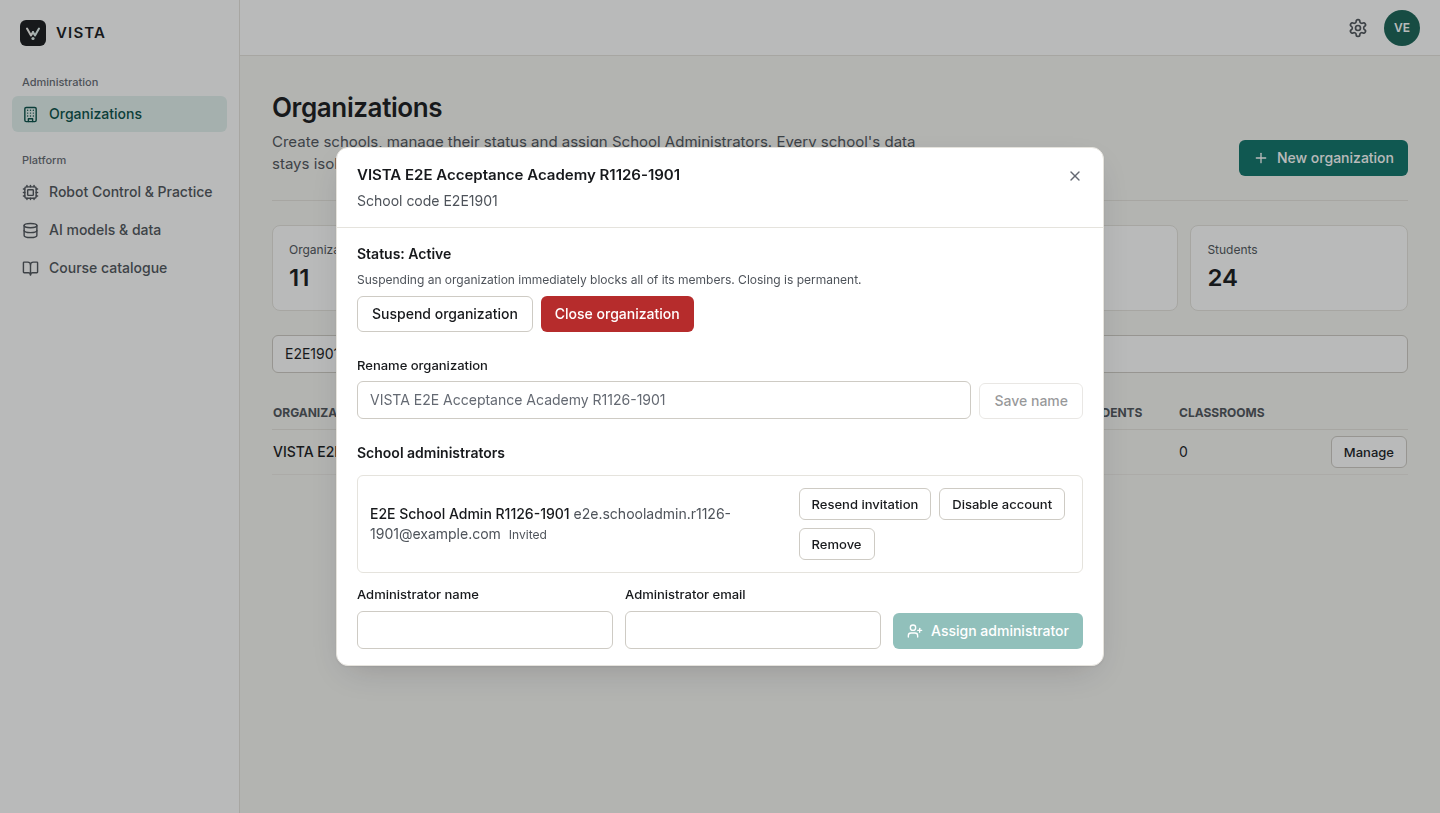 VISTA
VE
Administration
Organizations
Platform
Robot Control & Practice
AI models & data
Course catalogue
Organizations
Create schools, manage their status and assign School Administrators. Every school's data
stays
New organization
11
Students
24
E2E1901
CLASSROOMS
VISTA
0
Manage
VISTA E2E Acceptance Academy R1126-1901
School code E2E1901
Status: Active
Suspending an organization immediately blocks all of its members. Closing is permanent.
Suspend organization
Close organization
Rename organization
VISTA E2E Acceptance Academy R1126-1901
Save name
School administrators
E2E School Admin R1126-1901 e2e.schooladmin.r1126-
1901@example.com Invited
Resend invitation
Disable account
Remove
Administrator name
Administrator email
Assign administrator